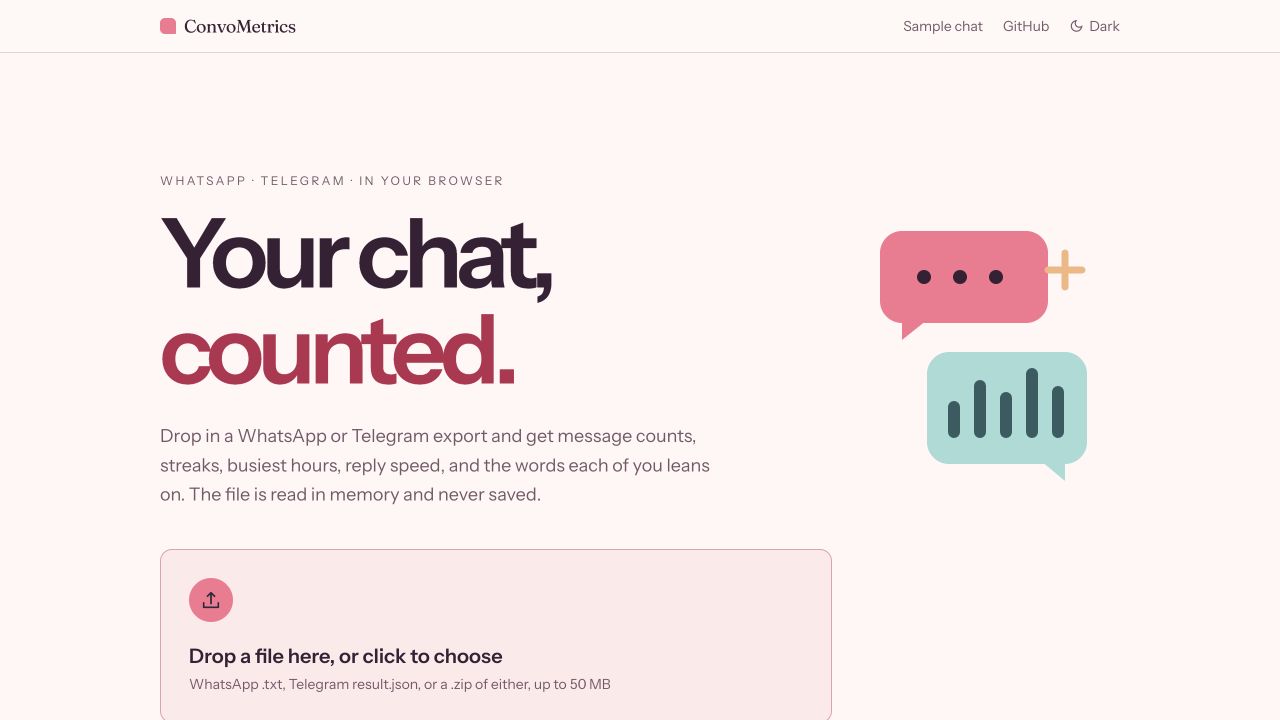 ConvoMetrics
Sample chat
GitHub
Dark
WHATSAPP · TELEGRAM · IN YOUR BROWSER
Your chat,
counted.
Drop in a WhatsApp or Telegram export and get message counts,
streaks, busiest hours, reply speed, and the words each of you leans
on. The file is read in memory and never saved.
Drop a file here, or click to choose
WhatsApp .txt, Telegram result.json, or a .zip of either, up to 50 MB